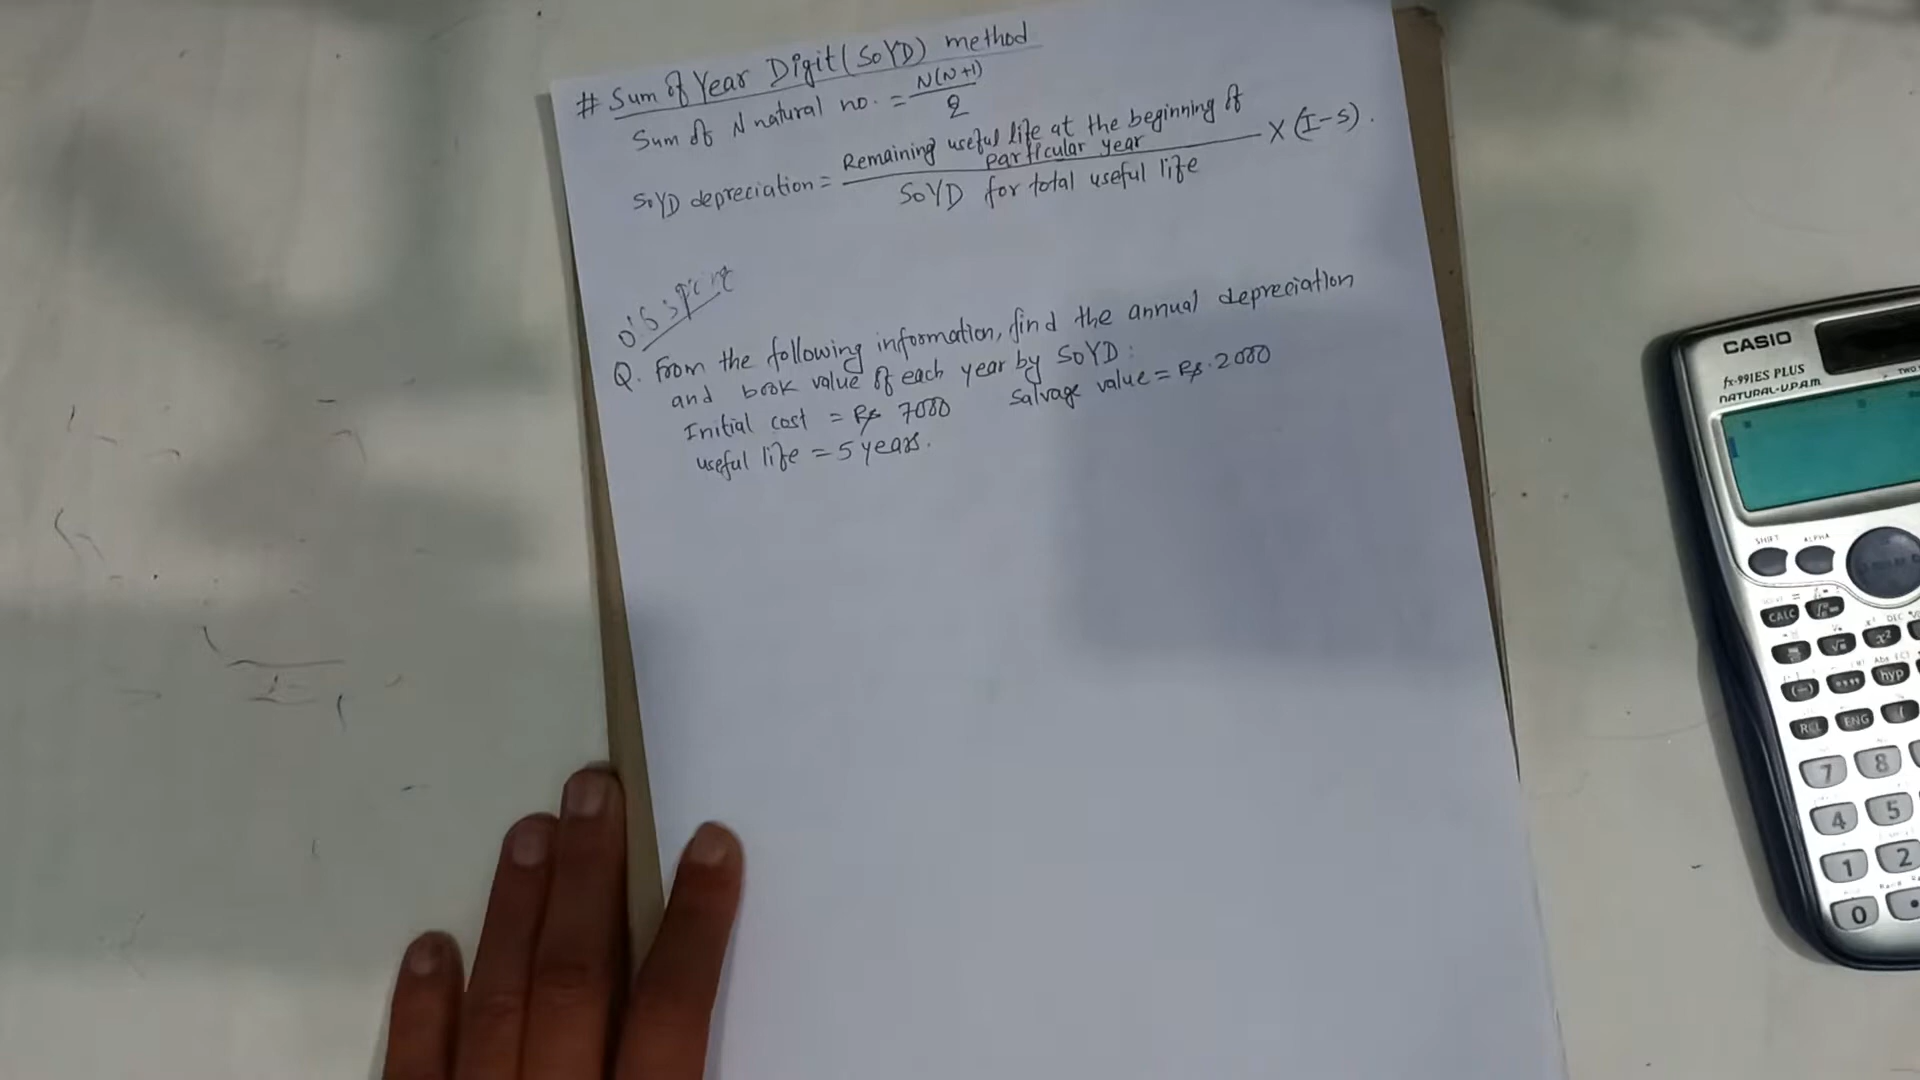 # Sum of Year Digit (SoYD) method
Sum of N natural no. = N(N+1)
2
Remaining useful life at the beginning of
particular year
SoYD depreciation = × (I-S).
SoYD for total useful life
Q. From the following information, find the annual depreciation
and book value of each year by SoYD:
Initial cost = Rs 7000 Salvage value = Rs. 2000
useful life = 5 years.
CASIO
fx-991ES PLUS
NATURAL-V.P.A.M.
SHIFT ALPHA
CALC
hyp
RCL ENG (
7 8
4 5
1 2
0 .